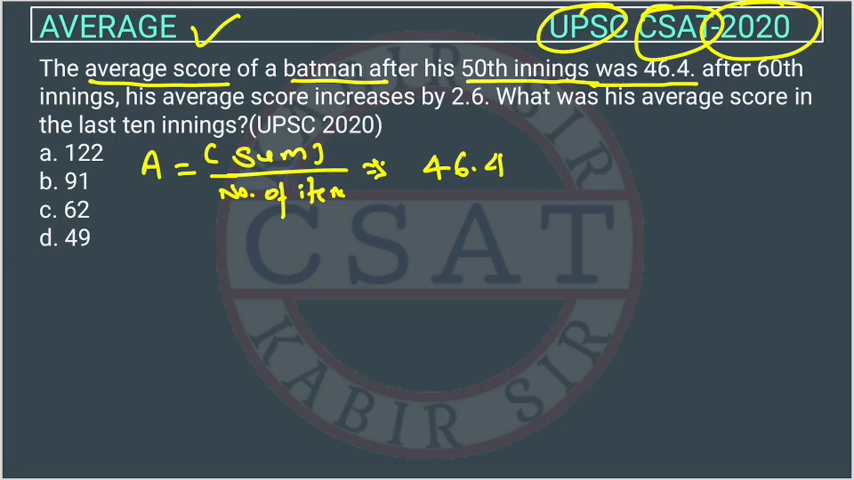 AVERAGE UPSC CSAT-2020
The average score of a batman after his 50th innings was 46.4. after 60th
innings, his average score increases by 2.6. What was his average score in
the last ten innings?(UPSC 2020)
a. 122
b. 91
c. 62
d. 49
A = (Sum)
No. of item
⇒ 46.4
KABIR SIR
CSAT
KABIR SIR